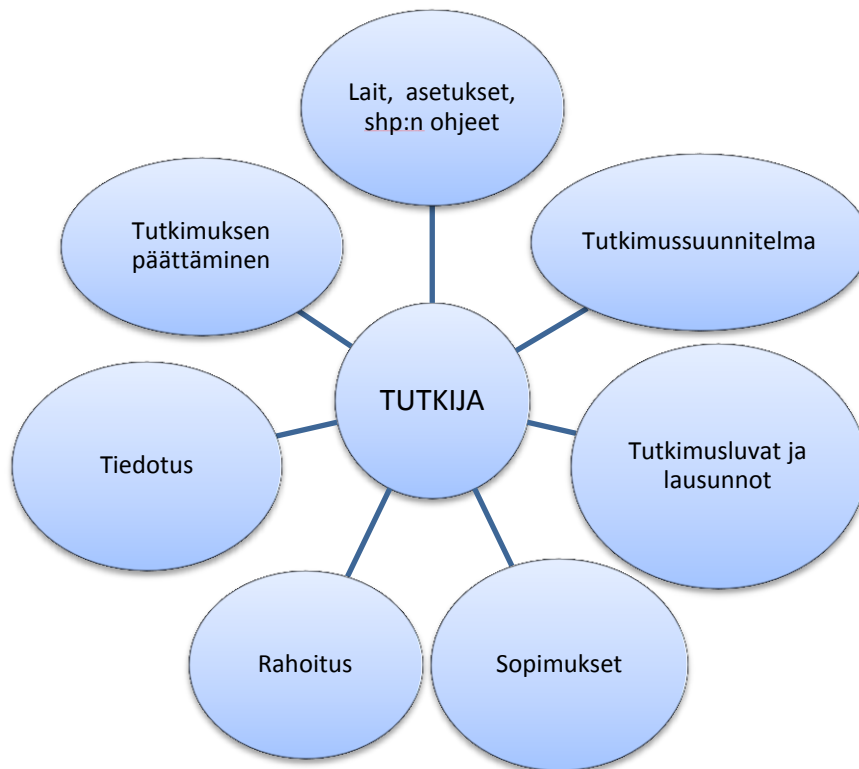 Lait, asetukset,
shp:n ohjeet
Tutkimussuunnitelma
Tutkimuksen
päättäminen
TUTKIJA
Tutkimusluvat ja
lausunnot
Tiedotus
Rahoitus
Sopimukset